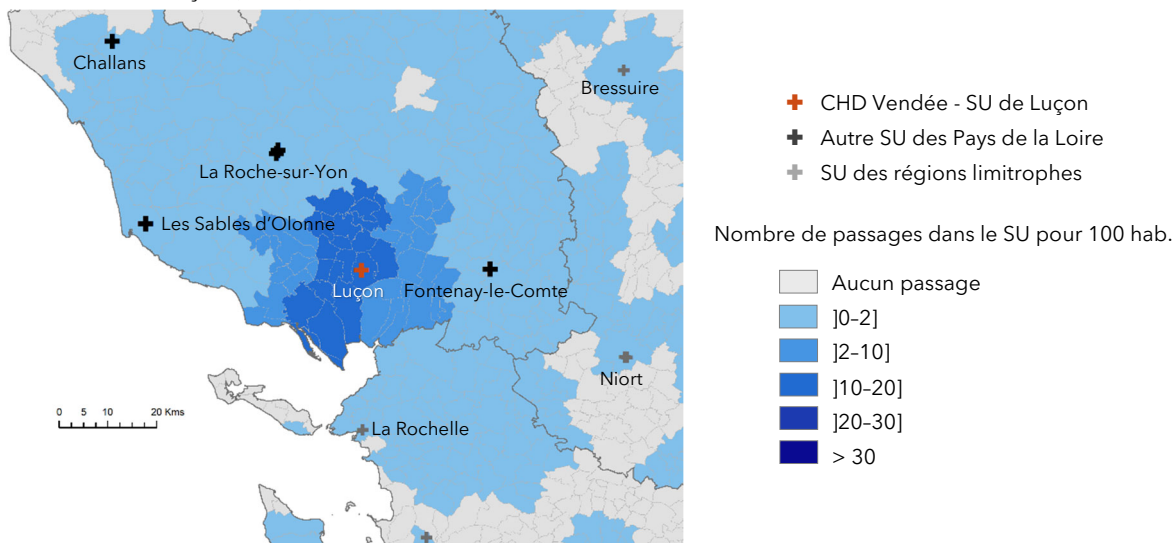 Challans
Bressuire
La Roche-sur-Yon
Les Sables d'Olonne
Luçon
Fontenay-le-Comte
Niort
0 5 10 20 Kms
La Rochelle
CHD Vendée - SU de Luçon
Autre SU des Pays de la Loire
SU des régions limitrophes
Nombre de passages dans le SU pour 100 hab.
Aucun passage
]0–2]
]2–10]
]10–20]
]20–30]
> 30